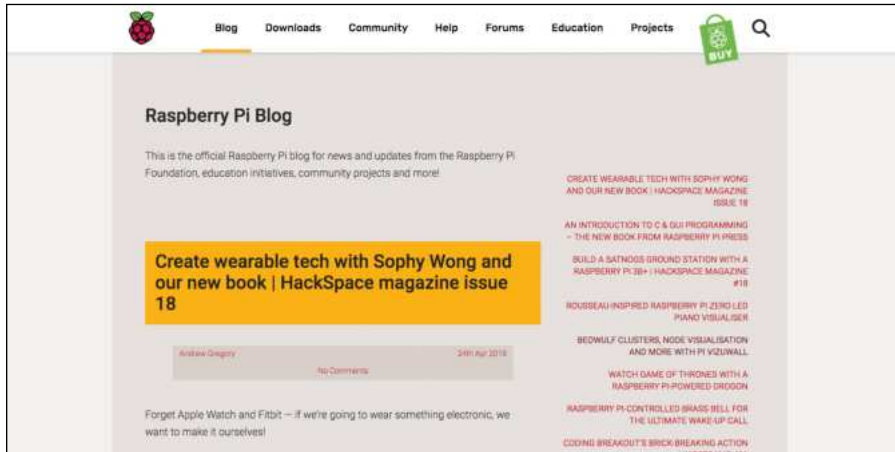 Blog Downloads Community Help Forums Education Projects BUY
Raspberry Pi Blog
This is the official Raspberry Pi blog for news and updates from the Raspberry Pi
Foundation, education initiatives, community projects and more!
Create wearable tech with Sophy Wong and
our new book | HackSpace magazine issue
18
Andrew Gregory 24th Apr 2019
No Comments
Forget Apple Watch and Fitbit — if we're going to wear something electronic, we
want to make it ourselves!
CREATE WEARABLE TECH WITH SOPHY WONG
AND OUR NEW BOOK | HACKSPACE MAGAZINE
ISSUE 18
AN INTRODUCTION TO C & GUI PROGRAMMING
– THE NEW BOOK FROM RASPBERRY PI PRESS
BUILD A SATNOGS GROUND STATION WITH A
RASPBERRY PI 3B+ | HACKSPACE MAGAZINE
#18
ROUSSEAU-INSPIRED RASPBERRY PI ZERO LED
PIANO VISUALISER
BEOWULF CLUSTERS, NODE VISUALISATION
AND MORE WITH PI VIZUWALL
WATCH GAME OF THRONES WITH A
RASPBERRY PI-POWERED DROGON
RASPBERRY PI-CONTROLLED BRASS BELL FOR
THE ULTIMATE WAKE-UP CALL
CODING BREAKOUT'S BRICK-BREAKING ACTION